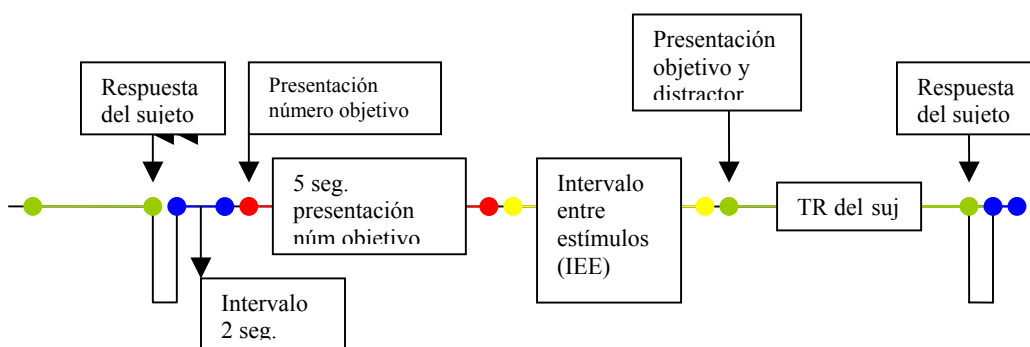 Respuesta
del sujeto
Presentación
número objetivo
5 seg.
presentación
núm objetivo
Intervalo
2 seg.
Intervalo
entre
estímulos
(IEE)
Presentación
objetivo y
distractor
TR del suj
Respuesta
del sujeto